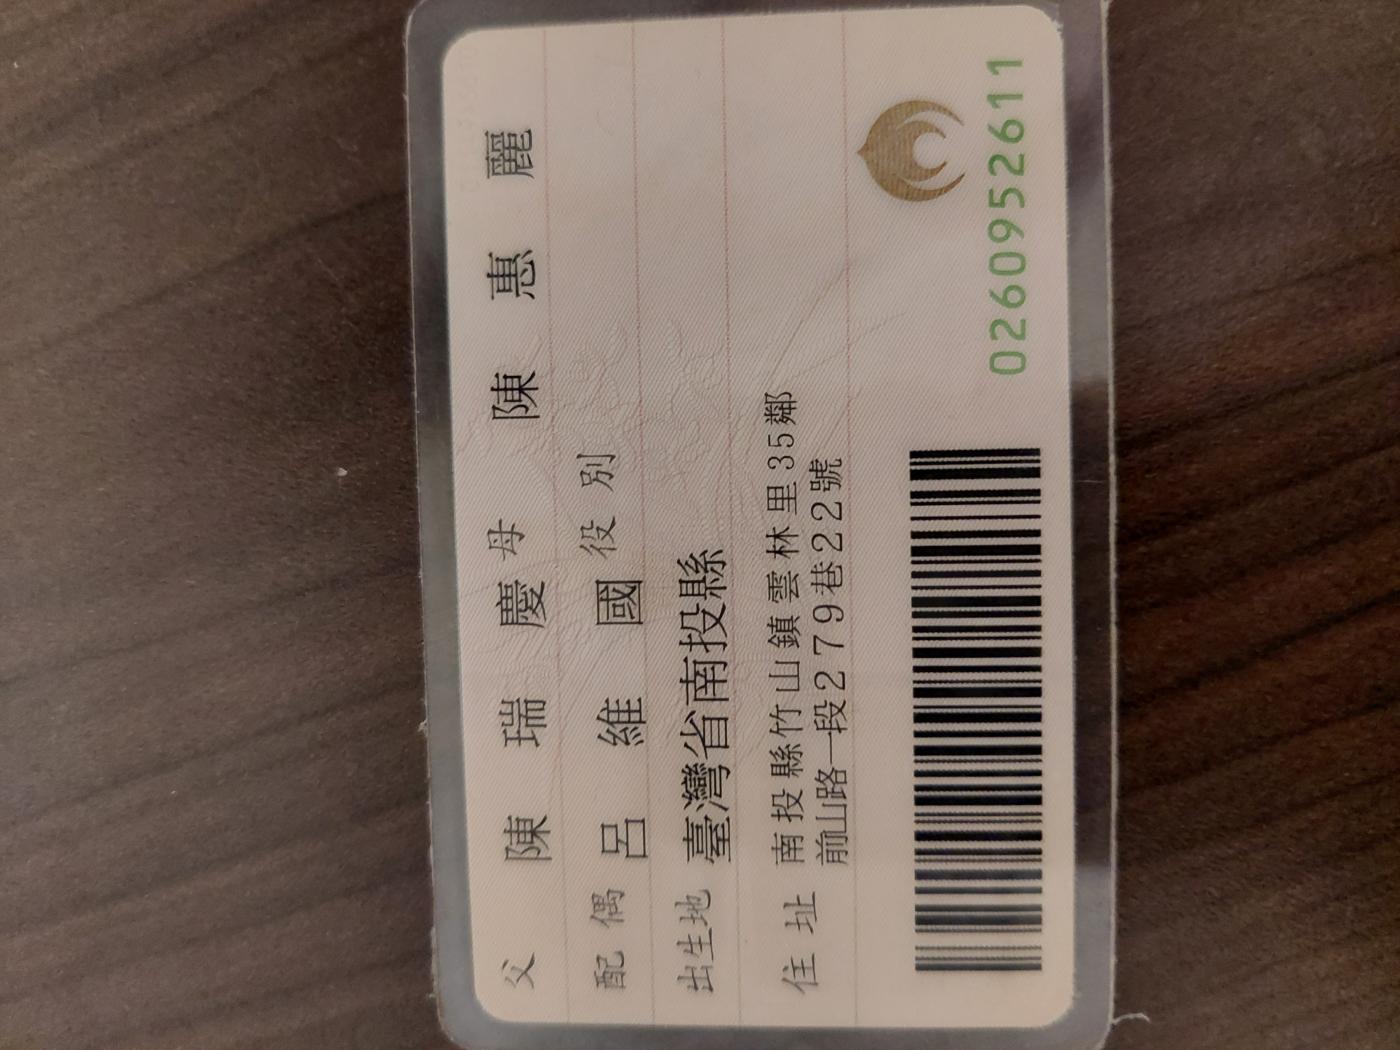 父 陳瑞慶 母 陳惠麗
配偶 呂維國 役別
出生地 臺灣省南投縣
住址 南投縣竹山鎮雲林里35鄰
前山路一段279巷22號
0260952611